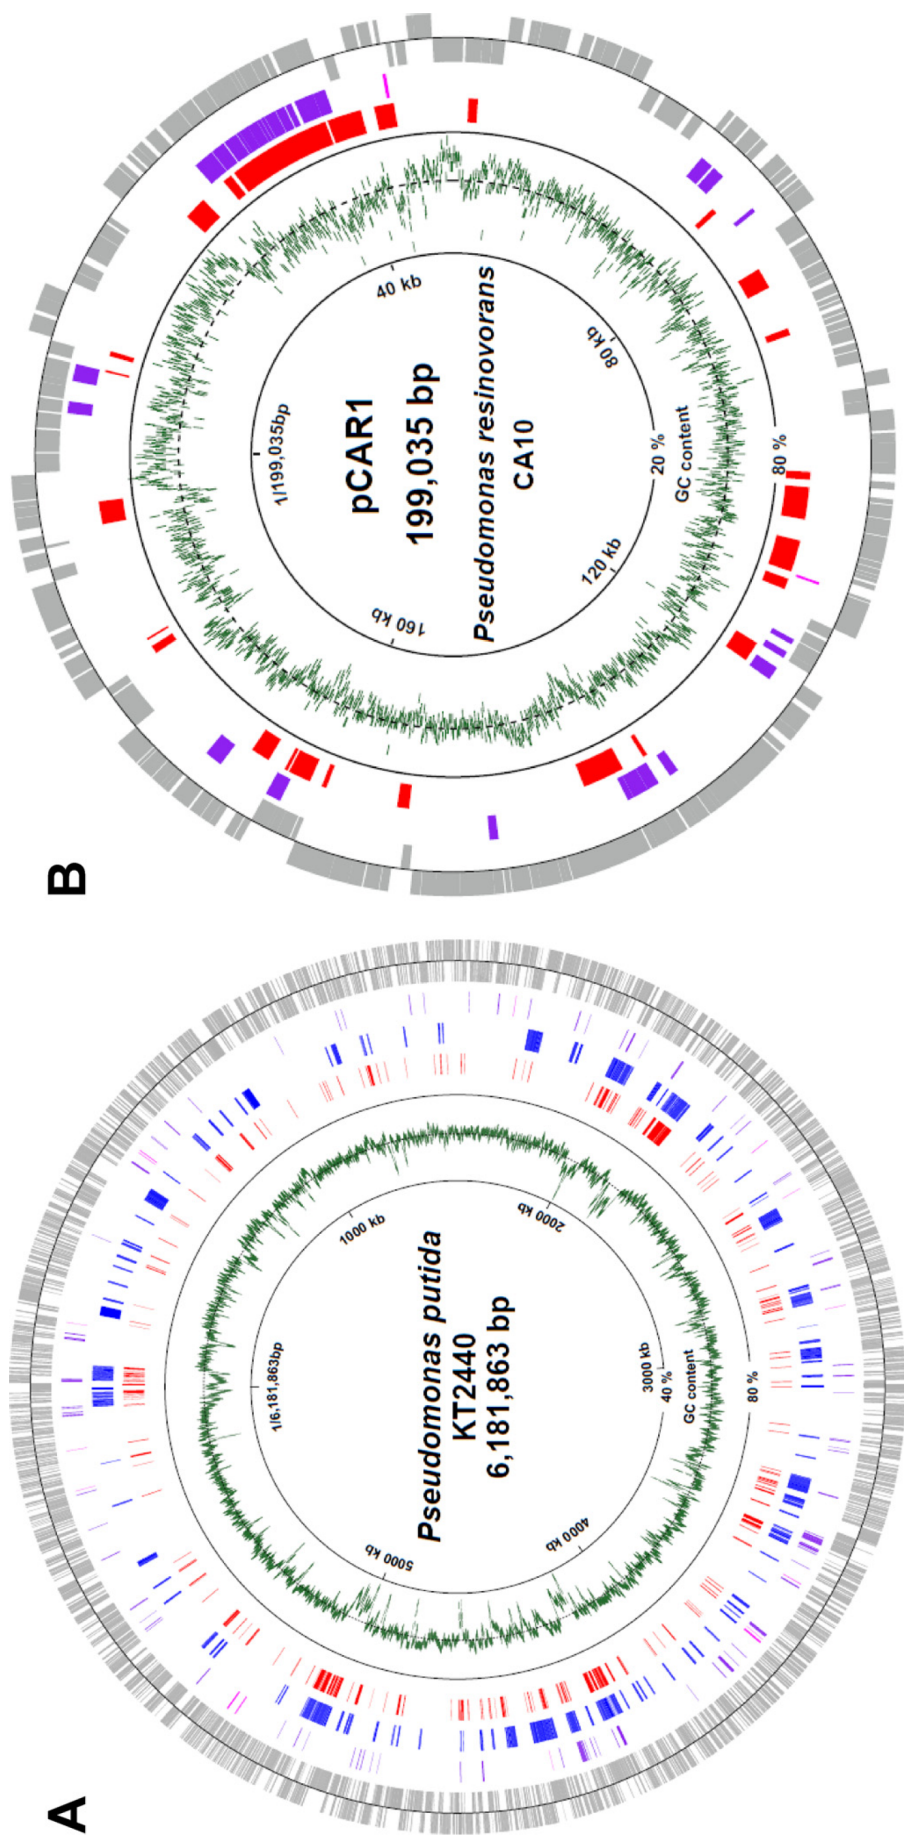 A
1/6,181,863bp
1000 kb
2000 kb
3000 kb
4000 kb
5000 kb
Pseudomonas putida
KT2440
6,181,863 bp
40 %
GC content
80 %
B
1/199,035bp
40 kb
80 kb
120 kb
160 kb
pCAR1
199,035 bp
Pseudomonas resinovorans
CA10
20 %
GC content
80 %